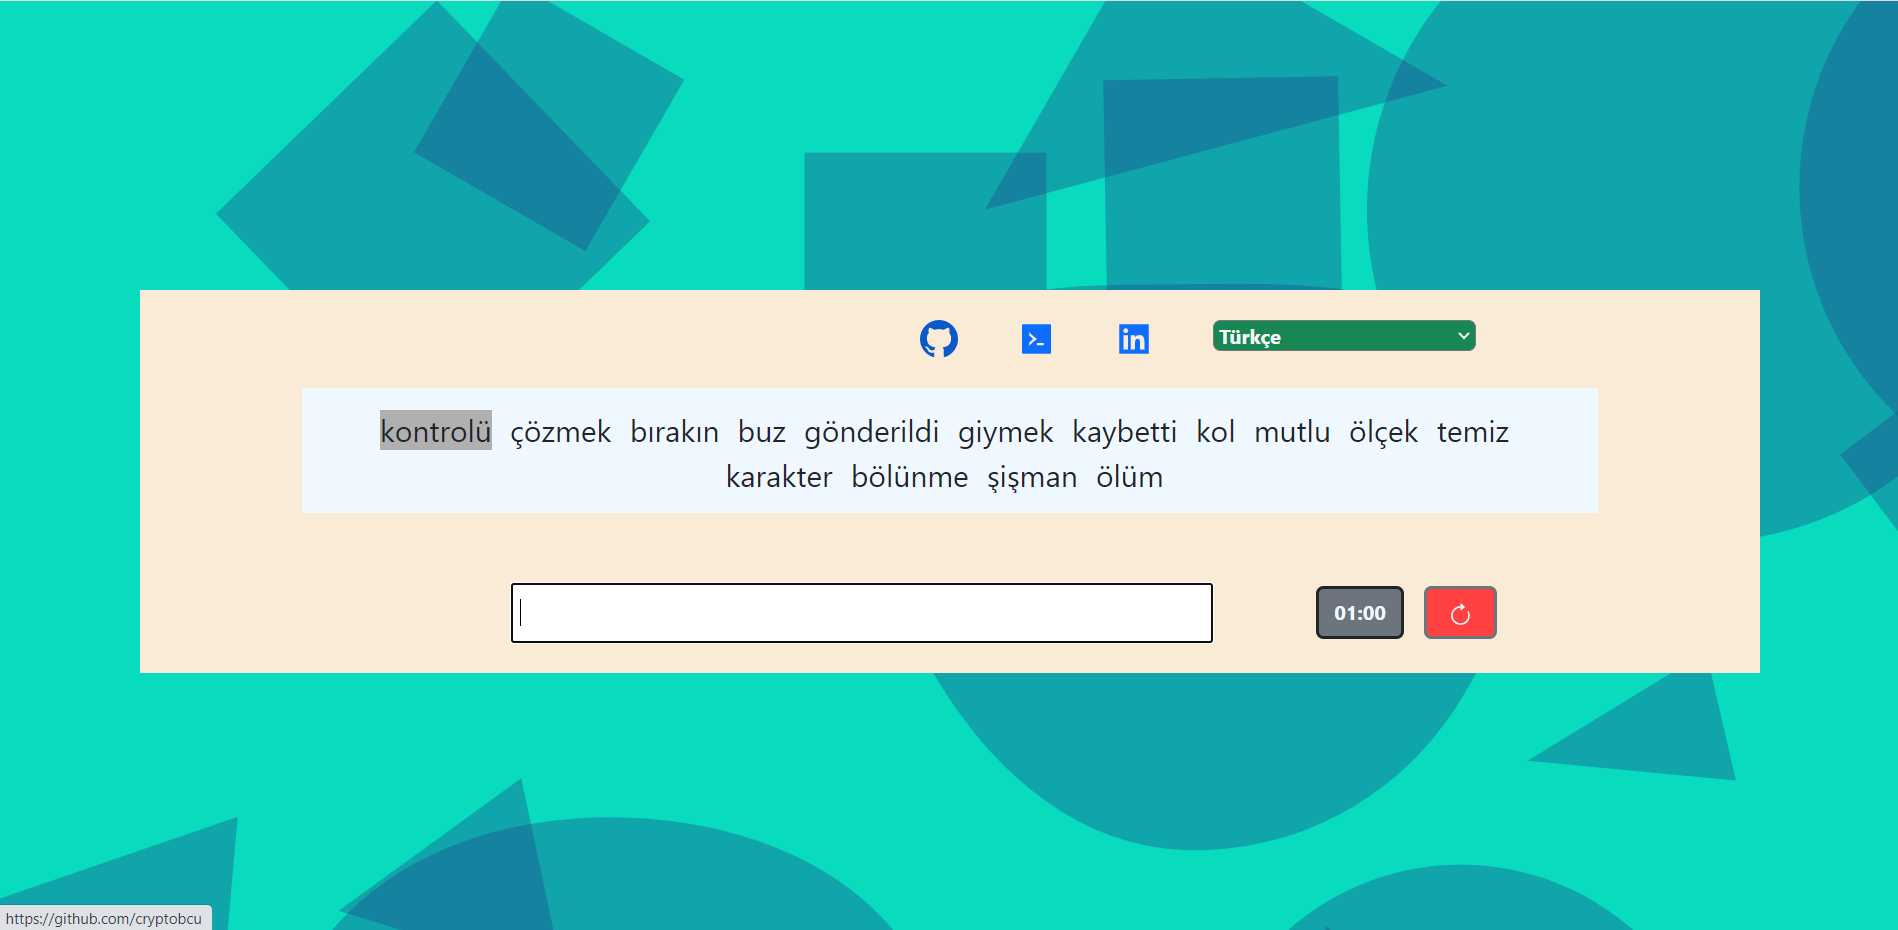 Türkçe
kontrolü çözmek bırakın buz gönderildi giymek kaybetti kol mutlu ölçek temiz
karakter bölünme şişman ölüm
01:00
https://github.com/cryptobcu